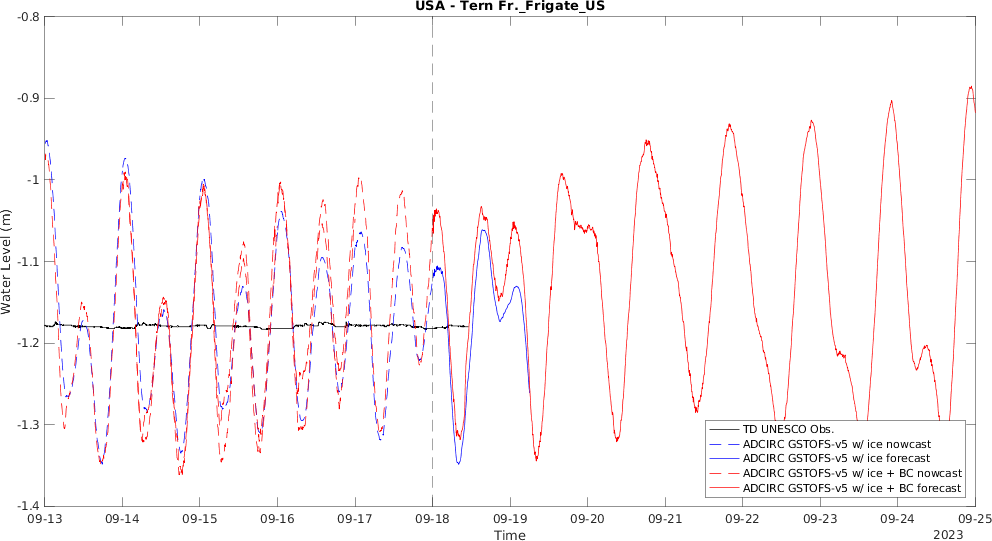 USA - Tern Fr._Frigate_US
Water Level (m)
-0.8
-0.9
-1
-1.1
-1.2
-1.3
-1.4
TD UNESCO Obs.
ADCIRC GSTOFS-v5 w/ ice nowcast
ADCIRC GSTOFS-v5 w/ ice forecast
ADCIRC GSTOFS-v5 w/ ice + BC nowcast
ADCIRC GSTOFS-v5 w/ ice + BC forecast
09-13 09-14 09-15 09-16 09-17 09-18 09-19 09-20 09-21 09-22 09-23 09-24 09-25
Time
2023